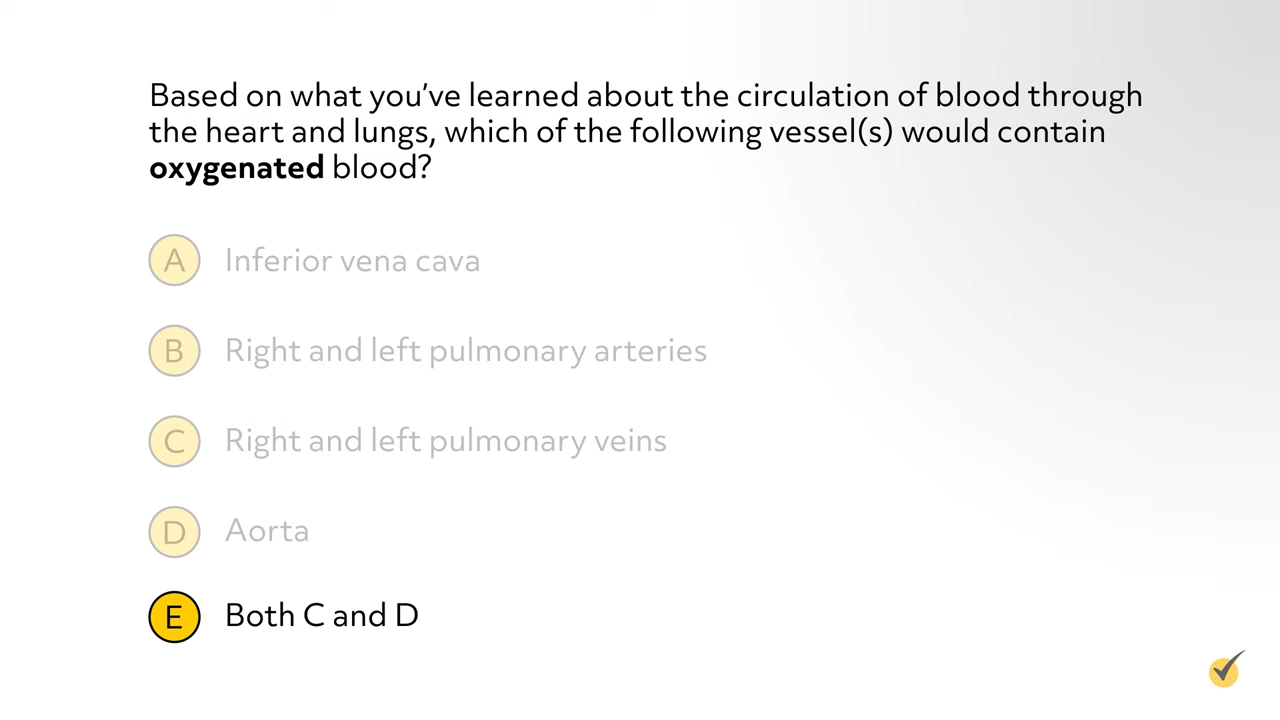 Based on what you’ve learned about the circulation of blood through
the heart and lungs, which of the following vessel(s) would contain
oxygenated blood?
A Inferior vena cava
B Right and left pulmonary arteries
C Right and left pulmonary veins
D Aorta
E Both C and D